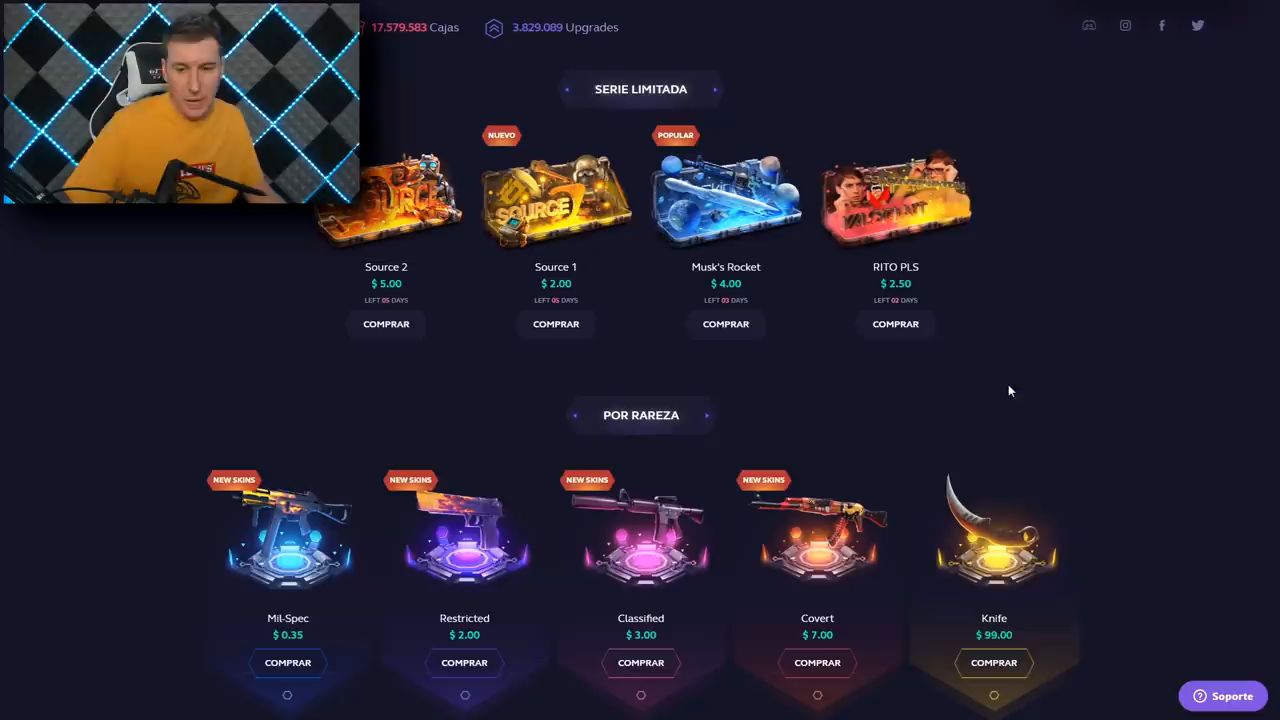 17.579.583 Cajas
3.829.089 Upgrades
SERIE LIMITADA
NUEVO
POPULAR
SOURCE
SOURCE
VALORANT
Source 2
Source 1
Musk's Rocket
RITO PLS
$ 5.00
$ 2.00
$ 4.00
$ 2.50
LEFT 05 DAYS
LEFT 05 DAYS
LEFT 03 DAYS
LEFT 02 DAYS
COMPRAR
COMPRAR
COMPRAR
COMPRAR
POR RAREZA
NEW SKINS
NEW SKINS
NEW SKINS
NEW SKINS
Mil-Spec
Restricted
Classified
Covert
Knife
$ 0.35
$ 2.00
$ 3.00
$ 7.00
$ 99.00
COMPRAR
COMPRAR
COMPRAR
COMPRAR
COMPRAR
Soporte